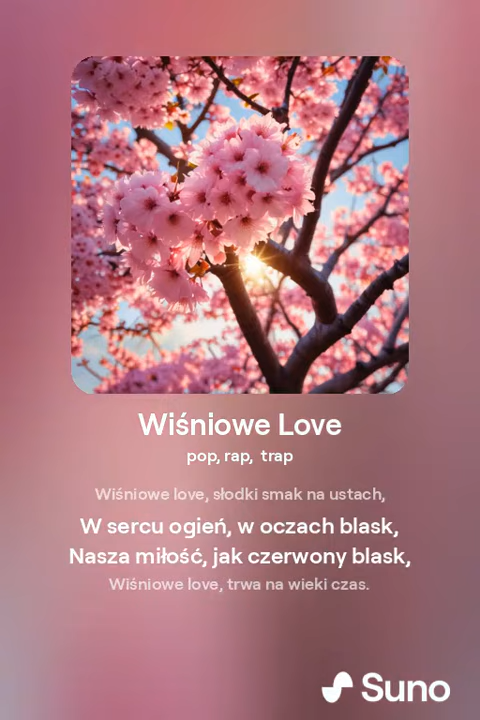 Wiśniowe Love
pop, rap, trap
Wiśniowe love, słodki smak na ustach,
W sercu ogień, w oczach blask,
Nasza miłość, jak czerwony blask,
Wiśniowe love, trwa na wieki czas.
Suno